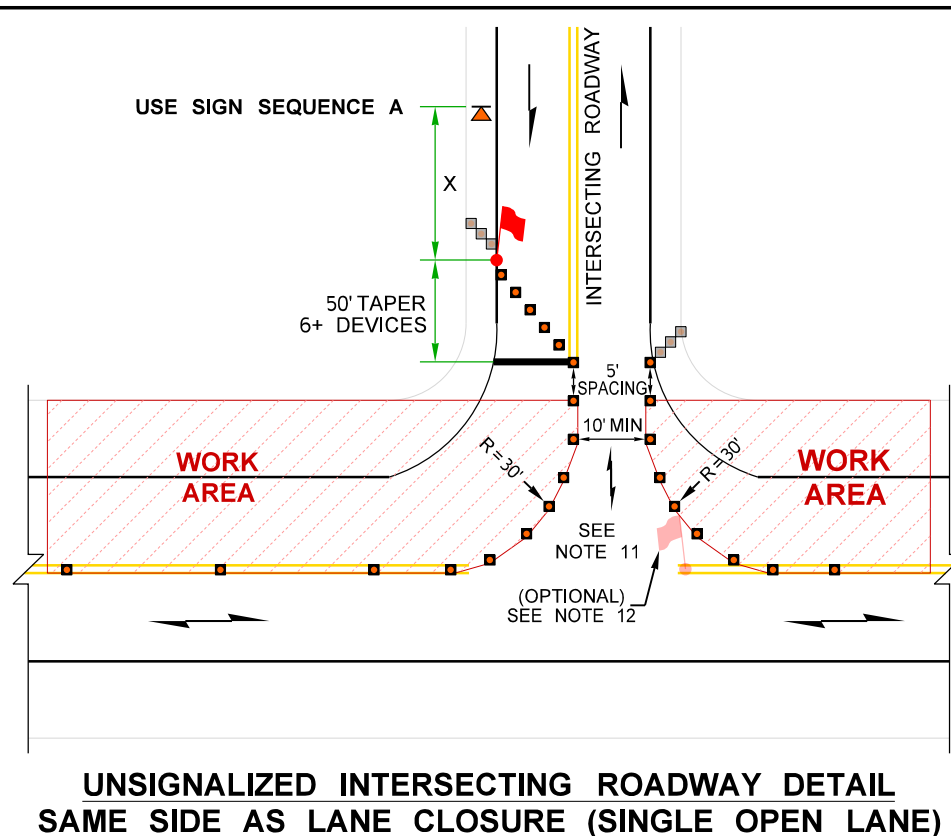 USE SIGN SEQUENCE A
X
INTERSECTING ROADWAY
50' TAPER
6+ DEVICES
5'
SPACING
10' MIN
R=30'
R=30'
WORK
AREA
WORK
AREA
SEE
NOTE 11
(OPTIONAL)
SEE NOTE 12
UNSIGNALIZED INTERSECTING ROADWAY DETAIL
SAME SIDE AS LANE CLOSURE (SINGLE OPEN LANE)